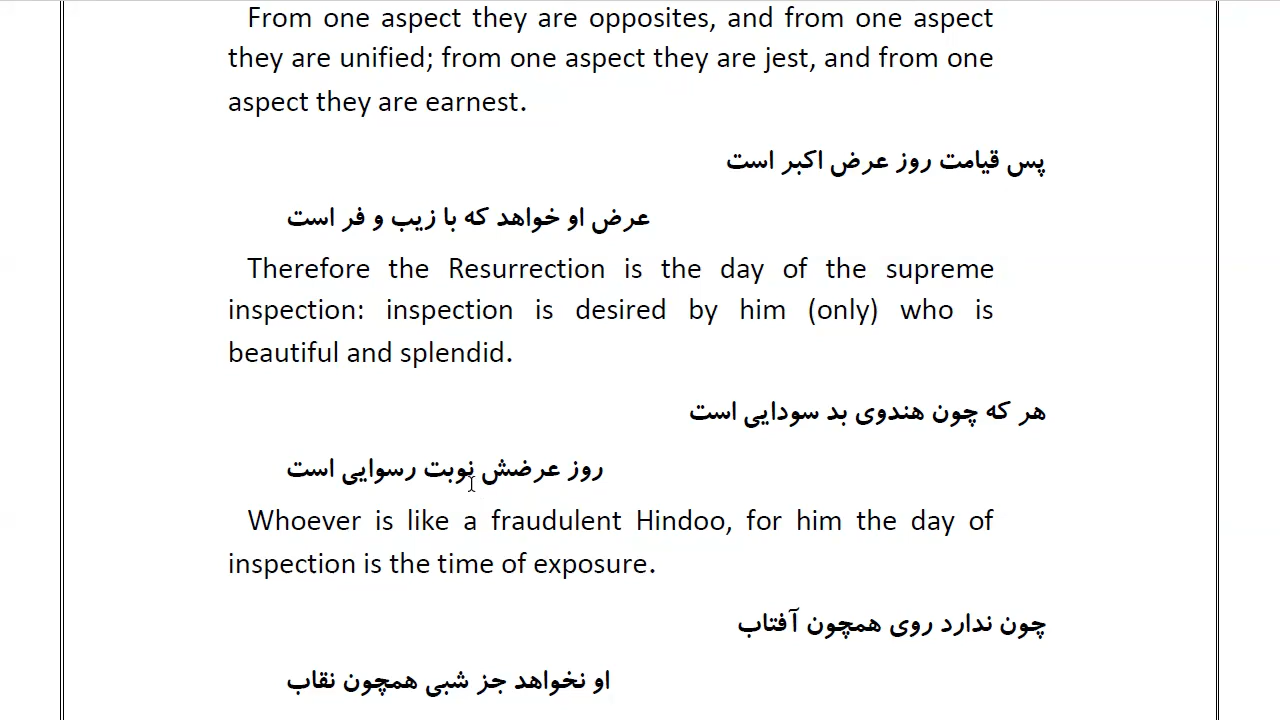 From one aspect they are opposites, and from one aspect
they are unified; from one aspect they are jest, and from one
aspect they are earnest.
پس قیامت روز عرض اکبر است
عرض او خواهد که با زیب و فر است
Therefore the Resurrection is the day of the supreme
inspection: inspection is desired by him (only) who is
beautiful and splendid.
هر که چون هندوی بد سودایی است
روز عرضش نوبت رسوایی است
Whoever is like a fraudulent Hindoo, for him the day of
inspection is the time of exposure.
چون ندارد روی همچون آفتاب
او نخواهد جز شبی همچون نقاب